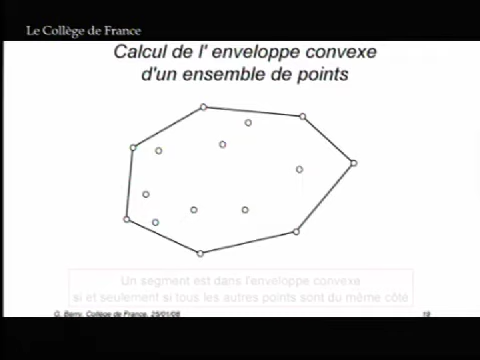 Le Collège de France
Calcul de l' enveloppe convexe
d'un ensemble de points
Un segment est dans l'enveloppe convexe
si et seulement si tous les autres points sont du même côté
G. Berry, Collège de France, 25/01/08
19